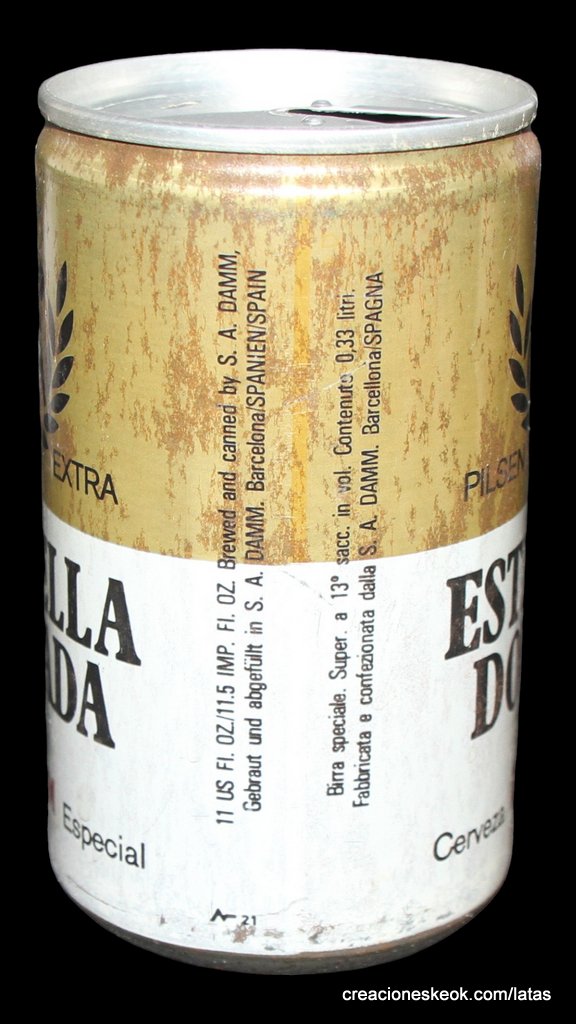 EXTRA
PILSEN
ELLA
ADA
Especial
11 US Fl. OZ/11.5 IMP. Fl. OZ. Brewed and canned by S. A. DAMM,
Gebraut und abgefüllt in S. A. DAMM. Barcelona/SPANIEN/SPAIN
Birra speciale. Super. a 13° sacc. in vol. Contenuto 0,33 litri.
Fabbricata e confezionata dalla S. A. DAMM. Barcellona/SPAGNA
EST
DO
Cerveza
21
creacioneskeok.com/latas